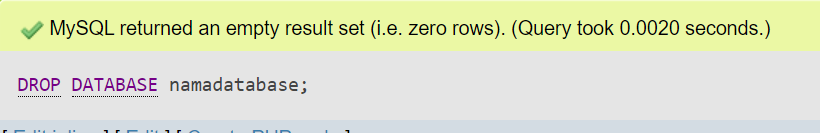 MySQL returned an empty result set (i.e. zero rows). (Query took 0.0020 seconds.)
DROP DATABASE namadatabase;